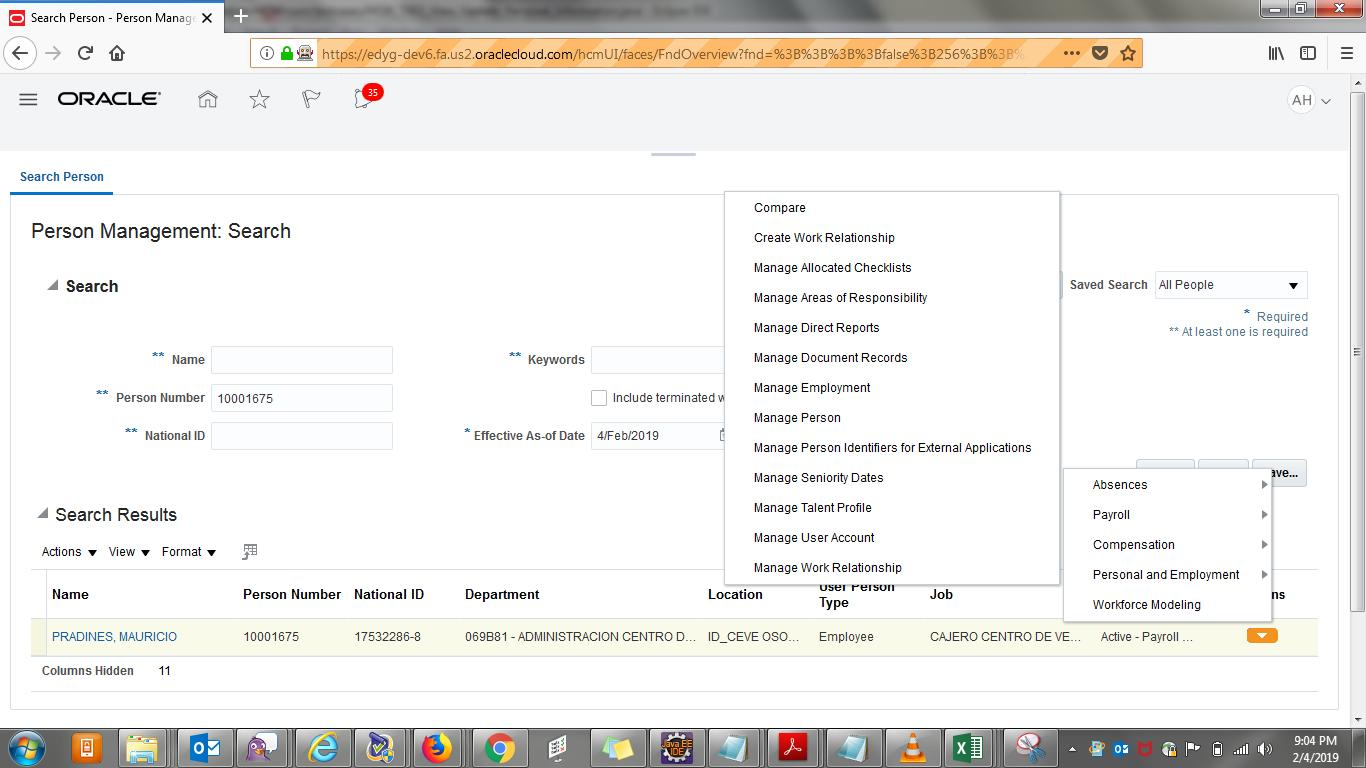 Search Person - Person Manage
https://edyg-dev6.fa.us2.oraclecloud.com/hcmUI/faces/FndOverview?fnd=%3B%3B%3B%3Bfalse%3B256%3B%3B%
ORACLE
35
AH
Search Person
Person Management: Search
Search
Saved Search All People
* Required
** At least one is required
** Name
** Keywords
** Person Number 10001675
Include terminated w
** National ID
* Effective As-of Date 4/Feb/2019
ave...
Compare
Create Work Relationship
Manage Allocated Checklists
Manage Areas of Responsibility
Manage Direct Reports
Manage Document Records
Manage Employment
Manage Person
Manage Person Identifiers for External Applications
Manage Seniority Dates
Manage Talent Profile
Manage User Account
Manage Work Relationship
Absences
Payroll
Compensation
Personal and Employment
Workforce Modeling
Search Results
Actions View Format
Name Person Number National ID Department Location User Person Type Job ns
PRADINES, MAURICIO 10001675 17532286-8 069B81 - ADMINISTRACION CENTRO D... ID_CEVE OSO... Employee CAJERO CENTRO DE VE... Active - Payroll ...
Columns Hidden 11
Java EE
IDE
9:04 PM
2/4/2019